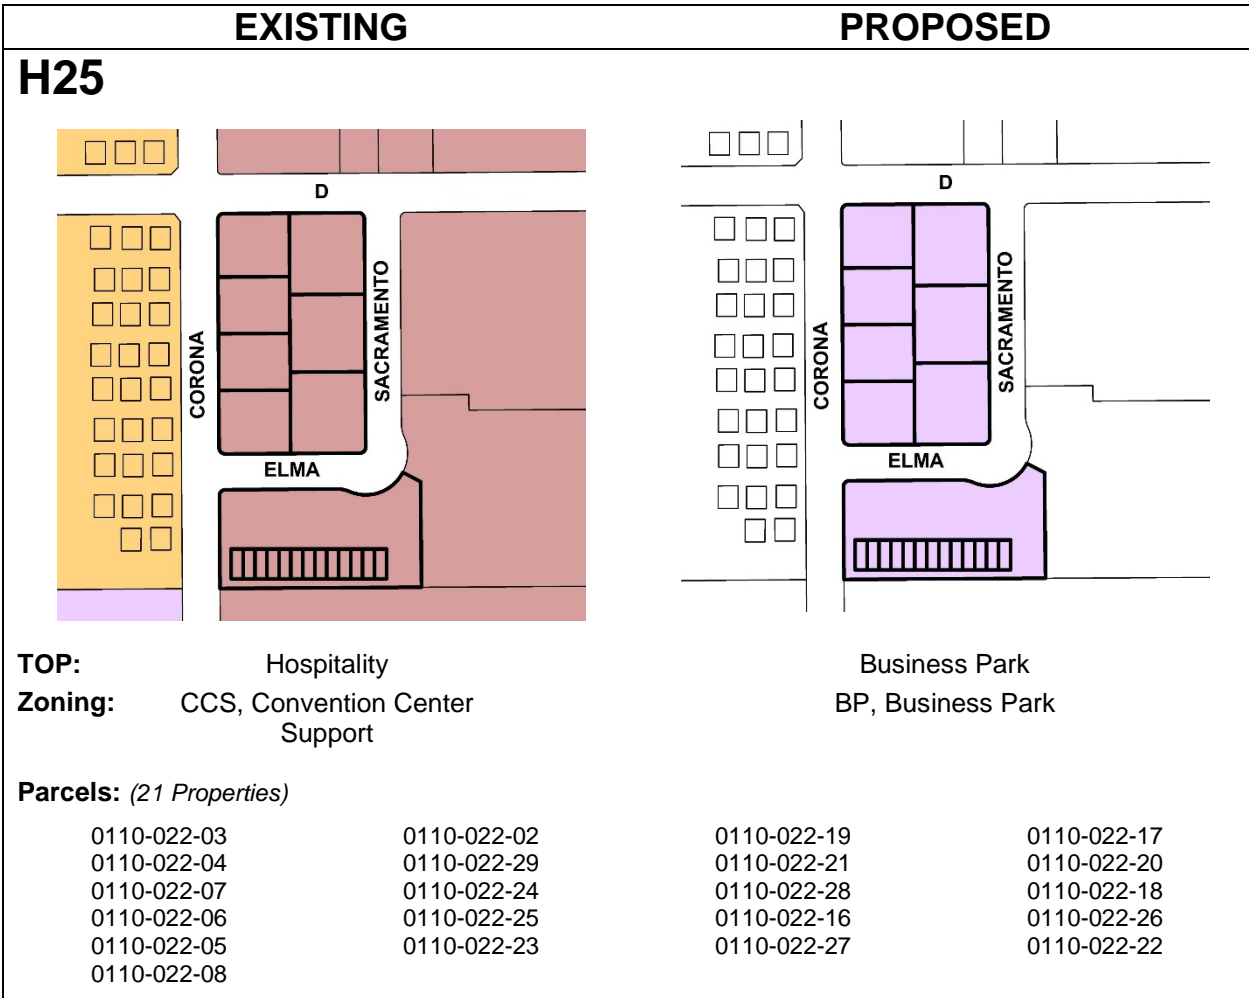 EXISTING
PROPOSED
H25
D
CORONA
SACRAMENTO
ELMA
D
CORONA
SACRAMENTO
ELMA
TOP: Hospitality Business Park
Zoning: CCS, Convention Center BP, Business Park
Support
Parcels: (21 Properties)
0110-022-03 0110-022-02 0110-022-19 0110-022-17
0110-022-04 0110-022-29 0110-022-21 0110-022-20
0110-022-07 0110-022-24 0110-022-28 0110-022-18
0110-022-06 0110-022-25 0110-022-16 0110-022-26
0110-022-05 0110-022-23 0110-022-27 0110-022-22
0110-022-08